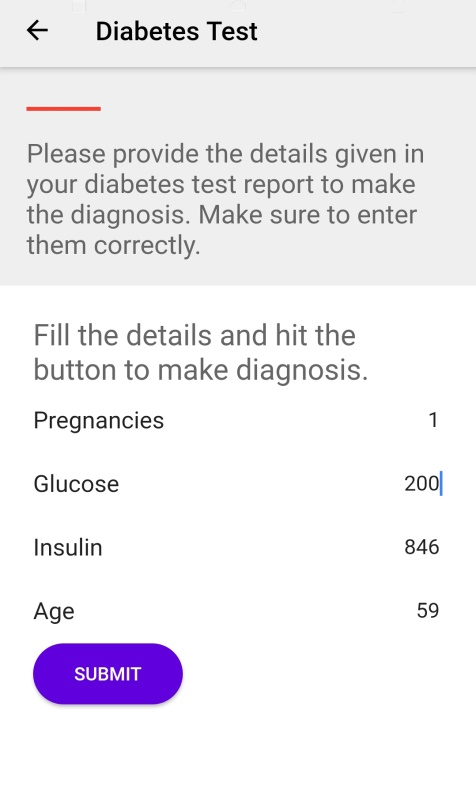 Diabetes Test
Please provide the details given in
your diabetes test report to make
the diagnosis. Make sure to enter
them correctly.
Fill the details and hit the
button to make diagnosis.
Pregnancies 1
Glucose 200
Insulin 846
Age 59
SUBMIT